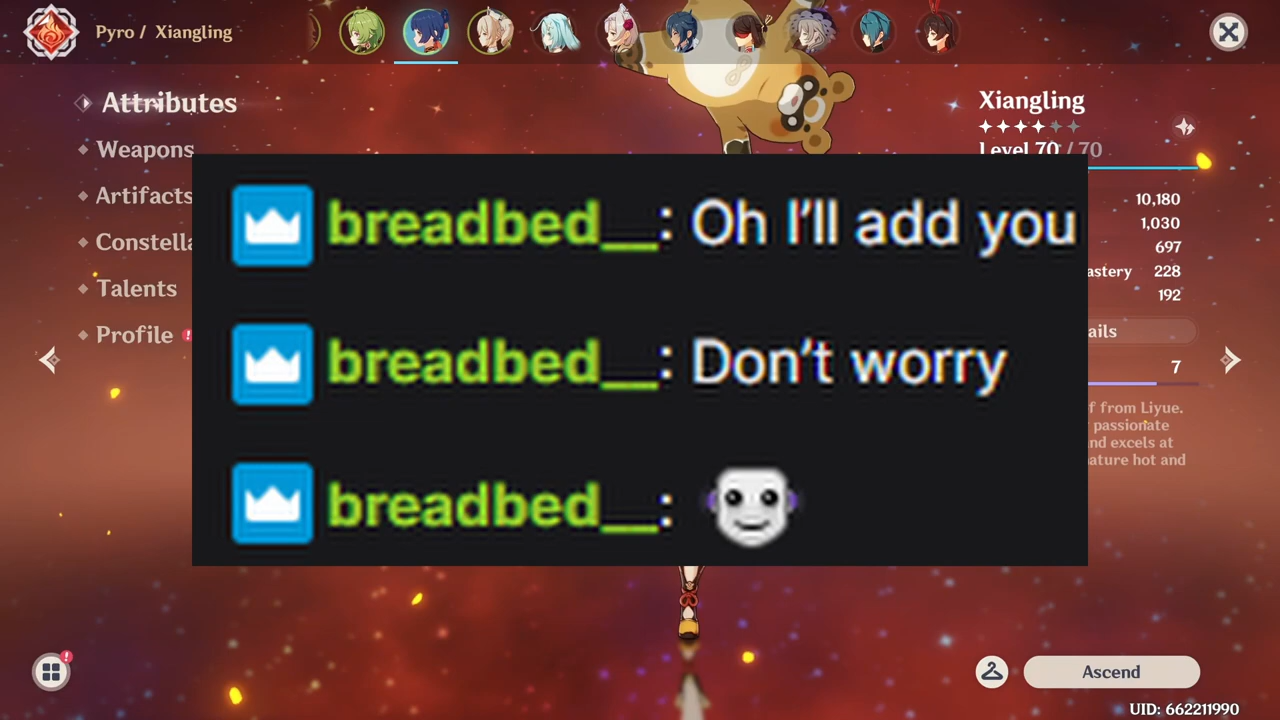 Pyro / Xiangling
Attributes
Weapons
Artifacts
Constella
Talents
Profile
Xiangling
Level 70 / 70
10,180
1,030
697
astery 228
192
ails
7
f from Liyue.
passionate
nd excels at
ature hot and
breadbed__: Oh I'll add you
breadbed__: Don't worry
breadbed__:
Ascend
UID: 662211990